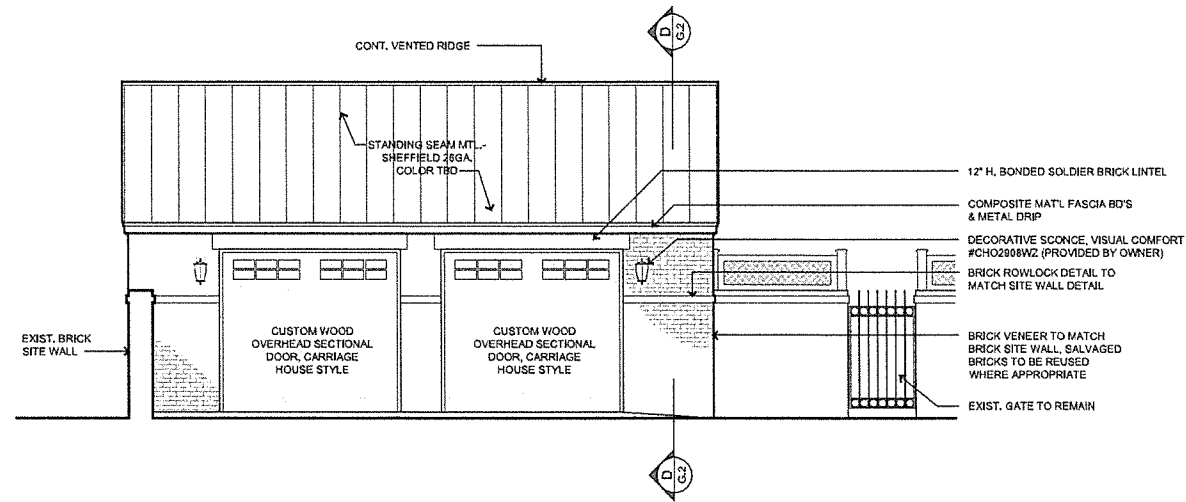 D
G.2
CONT. VENTED RIDGE
STANDING SEAM MTL.-
SHEFFIELD 26GA.
COLOR TBD
12" H. BONDED SOLDIER BRICK LINTEL
COMPOSITE MAT'L FASCIA BD'S
& METAL DRIP
DECORATIVE SCONCE, VISUAL COMFORT
#CHO2908WZ (PROVIDED BY OWNER)
BRICK ROWLOCK DETAIL TO
MATCH SITE WALL DETAIL
EXIST. BRICK
SITE WALL
CUSTOM WOOD
OVERHEAD SECTIONAL
DOOR, CARRIAGE
HOUSE STYLE
CUSTOM WOOD
OVERHEAD SECTIONAL
DOOR, CARRIAGE
HOUSE STYLE
BRICK VENEER TO MATCH
BRICK SITE WALL, SALVAGED
BRICKS TO BE REUSED
WHERE APPROPRIATE
EXIST. GATE TO REMAIN
D
G.2